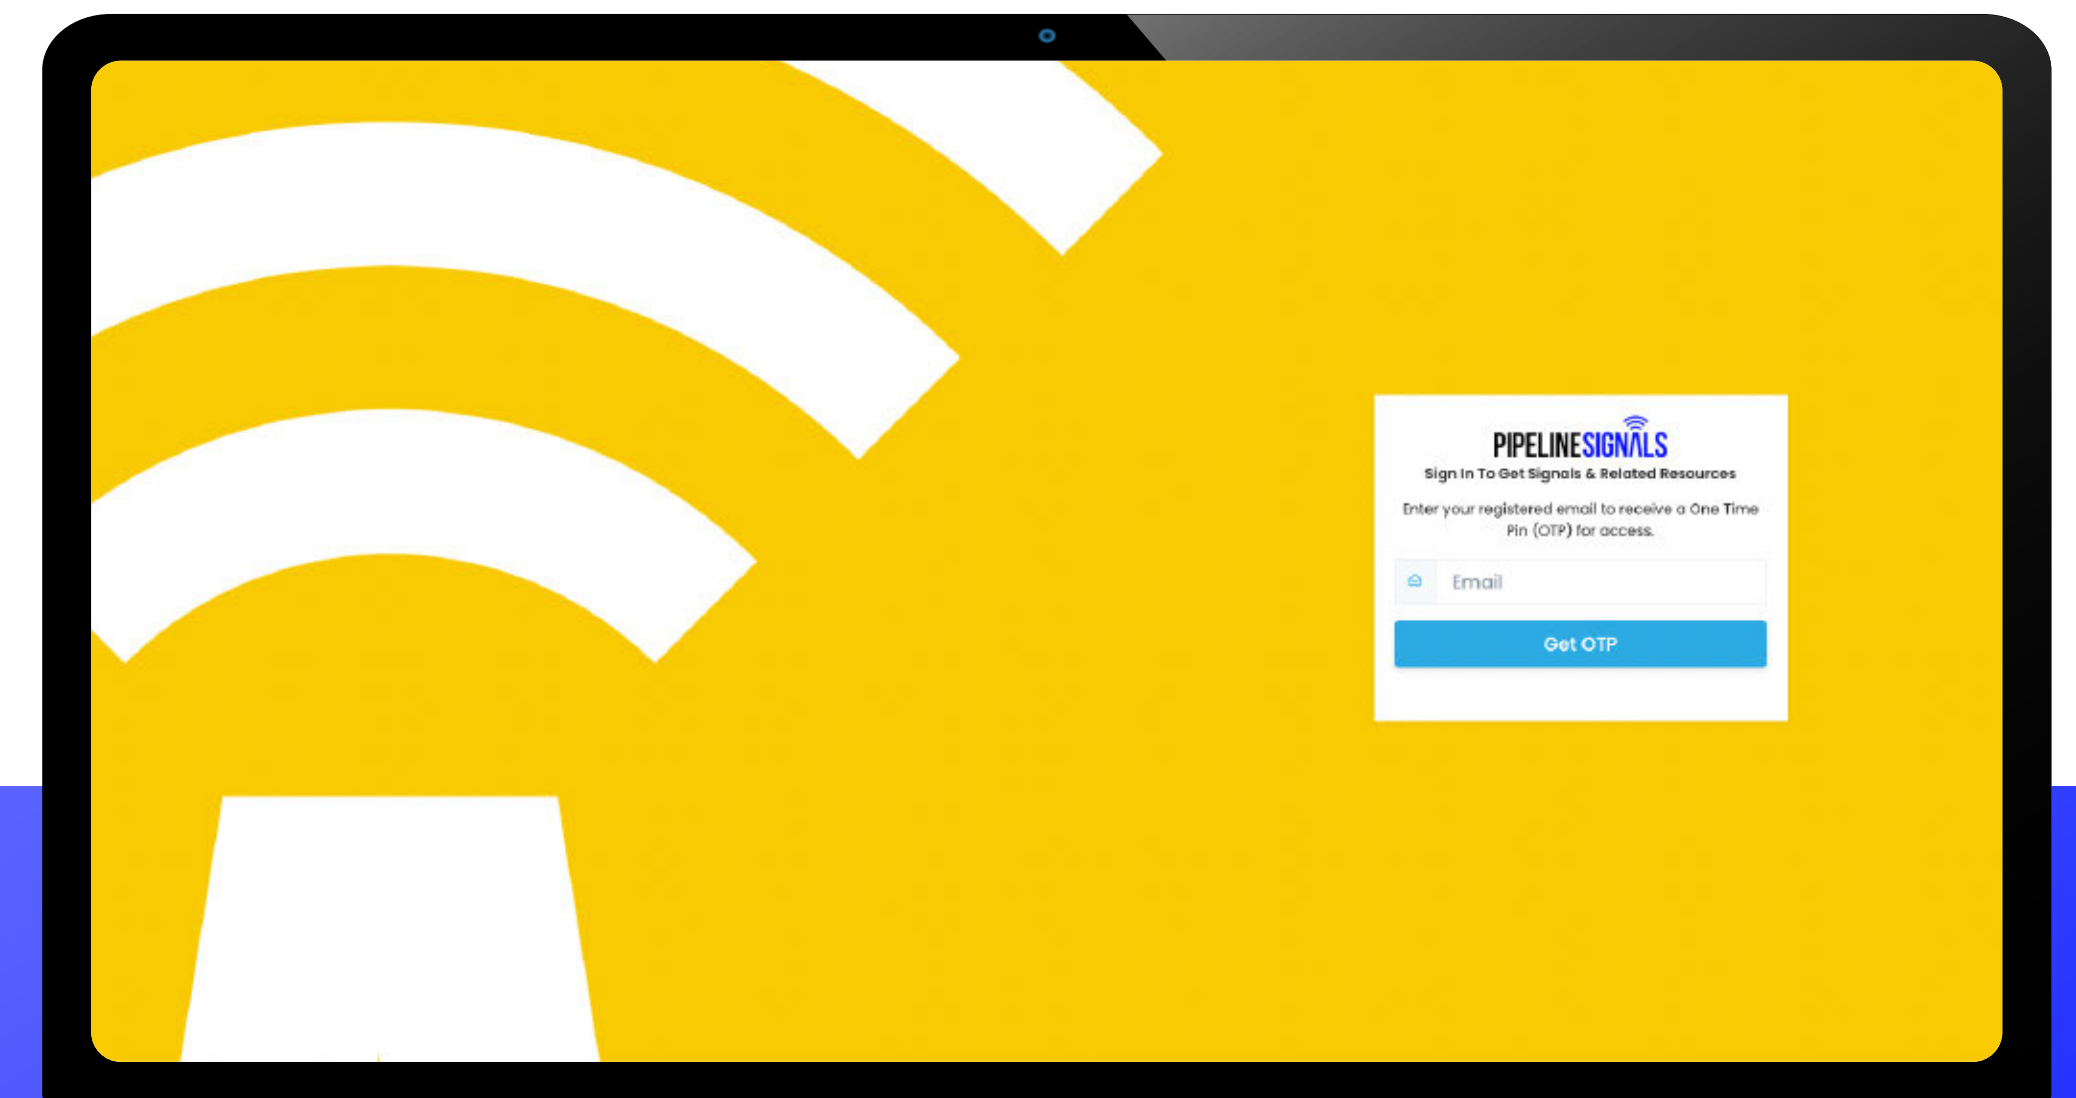 PIPELINESIGNALS
Sign In To Get Signals & Related Resources
Enter your registered email to receive a One Time
Pin (OTP) for access.
Email
Get OTP